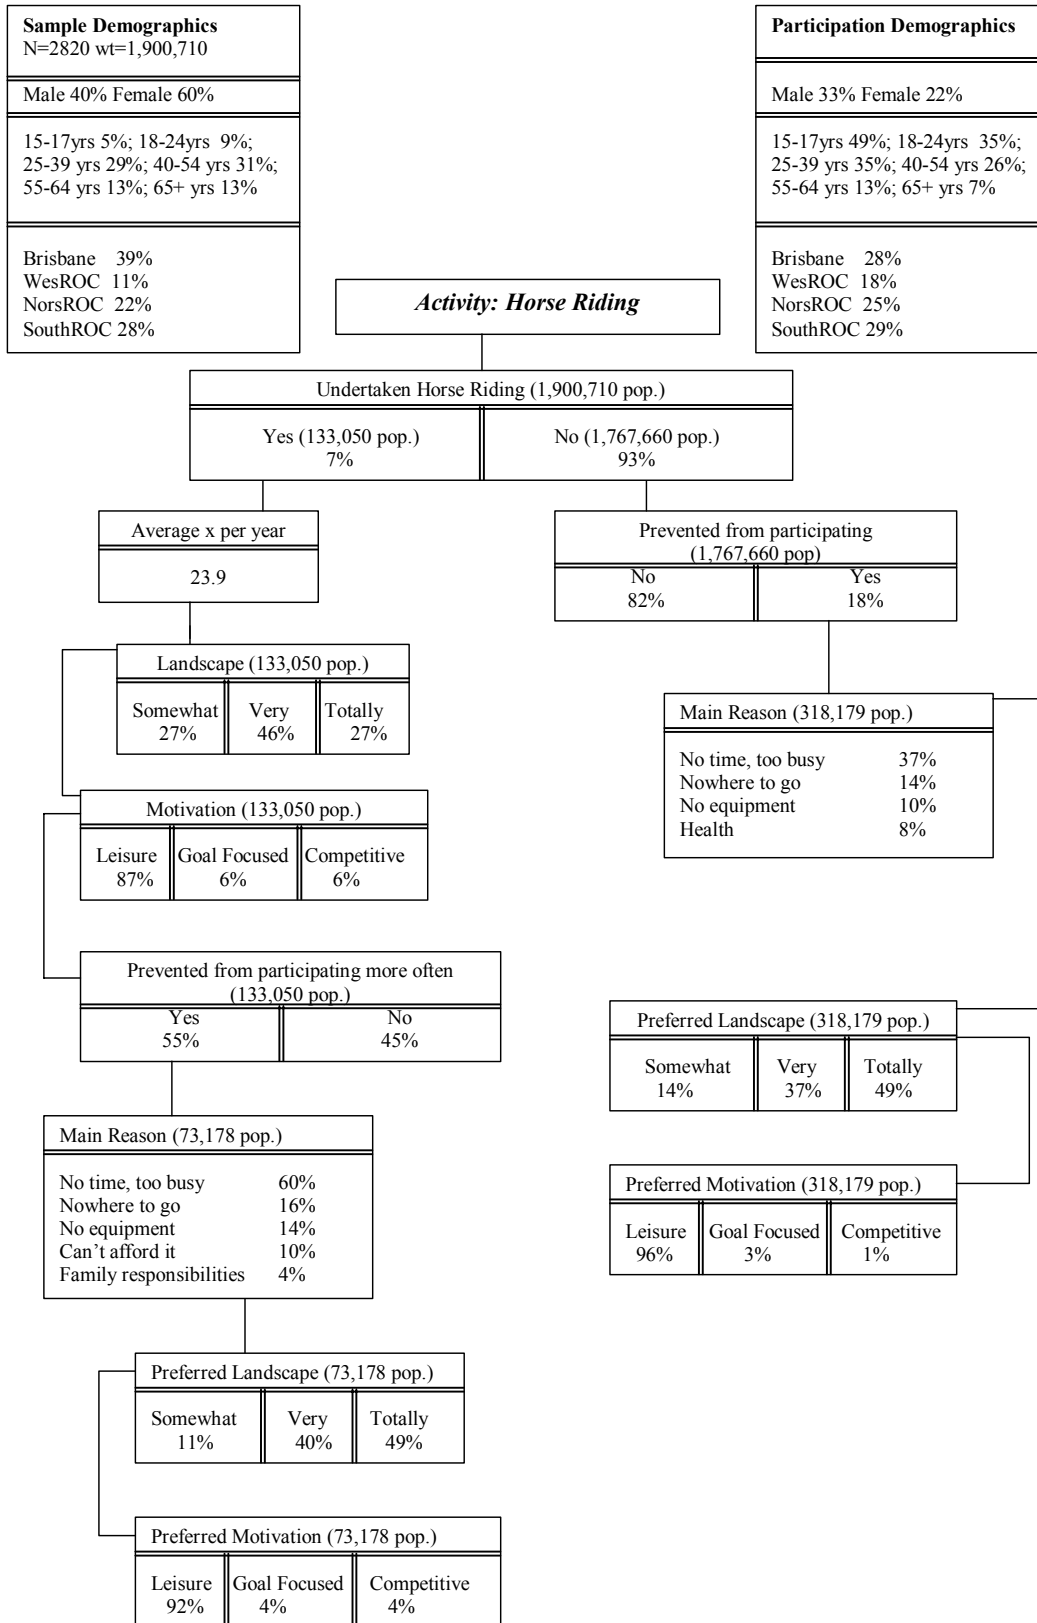 Sample Demographics
N=2820 wt=1,900,710
Male 40% Female 60%
15-17yrs 5%; 18-24yrs 9%;
25-39 yrs 29%; 40-54 yrs 31%;
55-64 yrs 13%; 65+ yrs 13%
Brisbane 39%
WesROC 11%
NorsROC 22%
SouthROC 28%
Participation Demographics
Male 33% Female 22%
15-17yrs 49%; 18-24yrs 35%;
25-39 yrs 35%; 40-54 yrs 26%;
55-64 yrs 13%; 65+ yrs 7%
Brisbane 28%
WesROC 18%
NorsROC 25%
SouthROC 29%
Activity: Horse Riding
Undertaken Horse Riding (1,900,710 pop.)
Yes (133,050 pop.)
7%
No (1,767,660 pop.)
93%
Average x per year
23.9
Prevented from participating
(1,767,660 pop)
No
82%
Yes
18%
Landscape (133,050 pop.)
Somewhat
27%
Very
46%
Totally
27%
Main Reason (318,179 pop.)
No time, too busy 37%
Nowhere to go 14%
No equipment 10%
Health 8%
Motivation (133,050 pop.)
Leisure
87%
Goal Focused
6%
Competitive
6%
Prevented from participating more often
(133,050 pop.)
Yes
55%
No
45%
Preferred Landscape (318,179 pop.)
Somewhat
14%
Very
37%
Totally
49%
Main Reason (73,178 pop.)
No time, too busy 60%
Nowhere to go 16%
No equipment 14%
Can't afford it 10%
Family responsibilities 4%
Preferred Motivation (318,179 pop.)
Leisure
96%
Goal Focused
3%
Competitive
1%
Preferred Landscape (73,178 pop.)
Somewhat
11%
Very
40%
Totally
49%
Preferred Motivation (73,178 pop.)
Leisure
92%
Goal Focused
4%
Competitive
4%